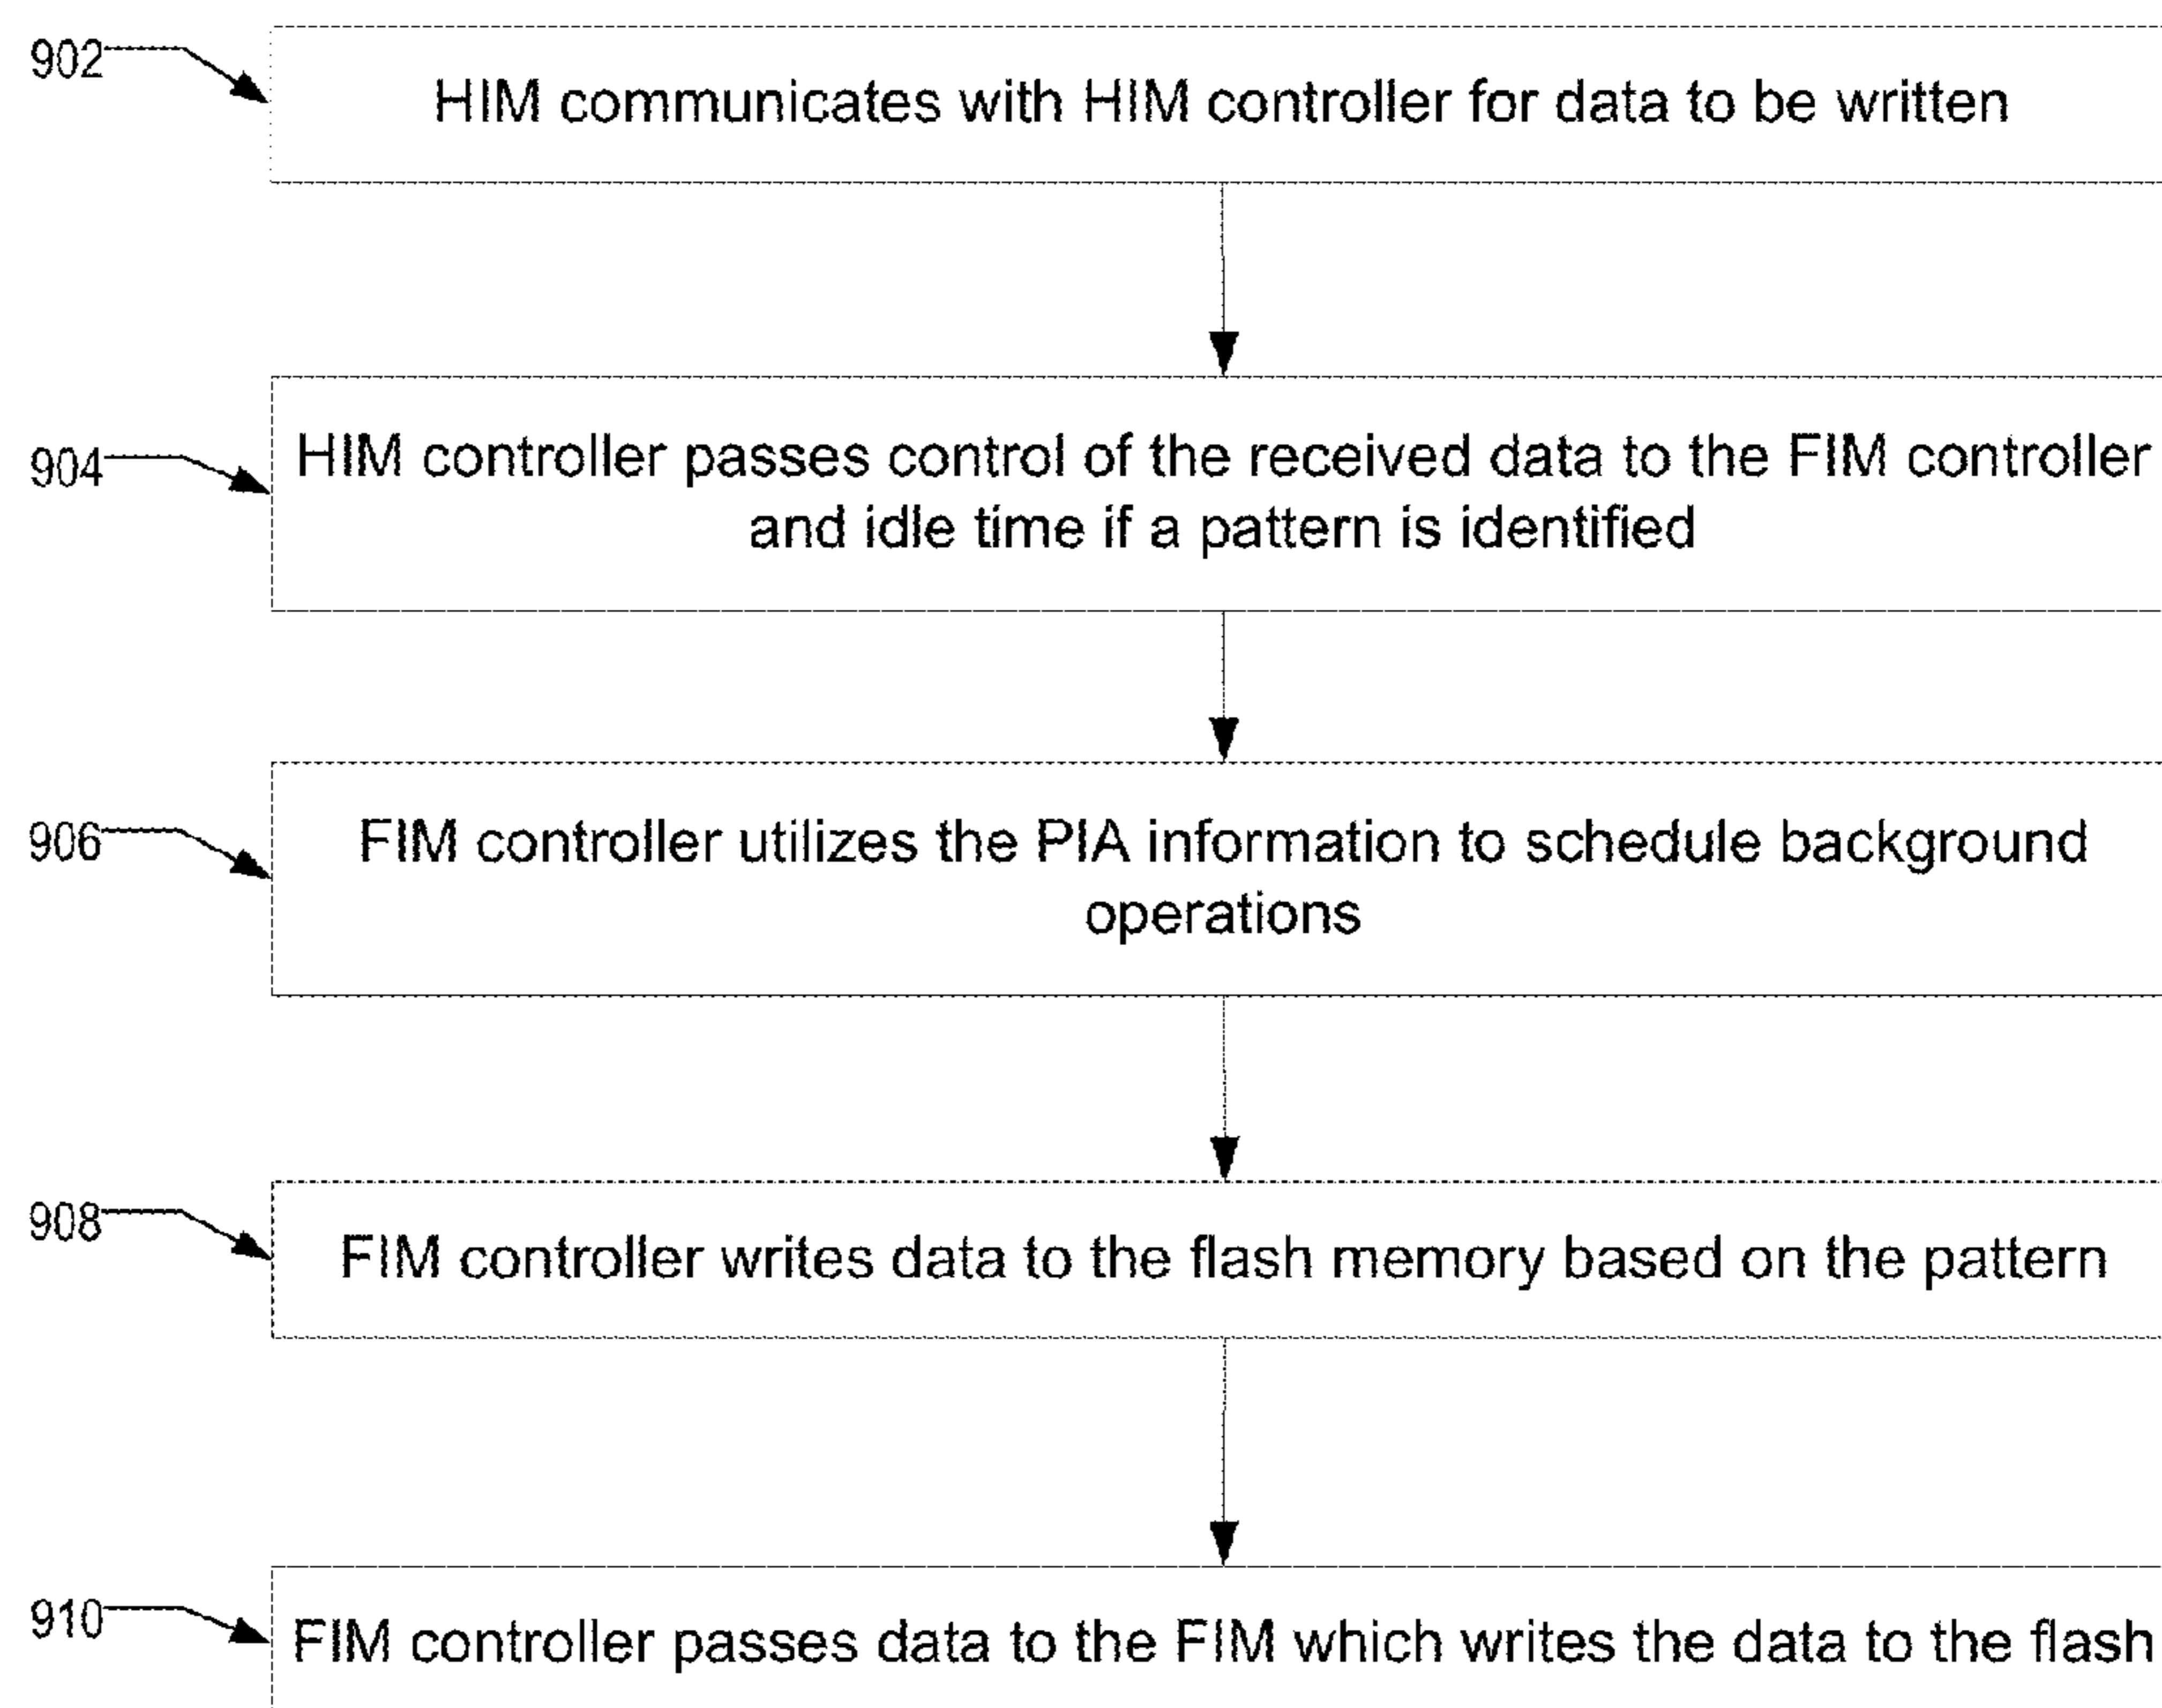 902
HIM communicates with HIM controller for data to be written
904
HIM controller passes control of the received data to the FIM controller
and idle time if a pattern is identified
906
FIM controller utilizes the PIA information to schedule background
operations
908
FIM controller writes data to the flash memory based on the pattern
910
FIM controller passes data to the FIM which writes the data to the flash